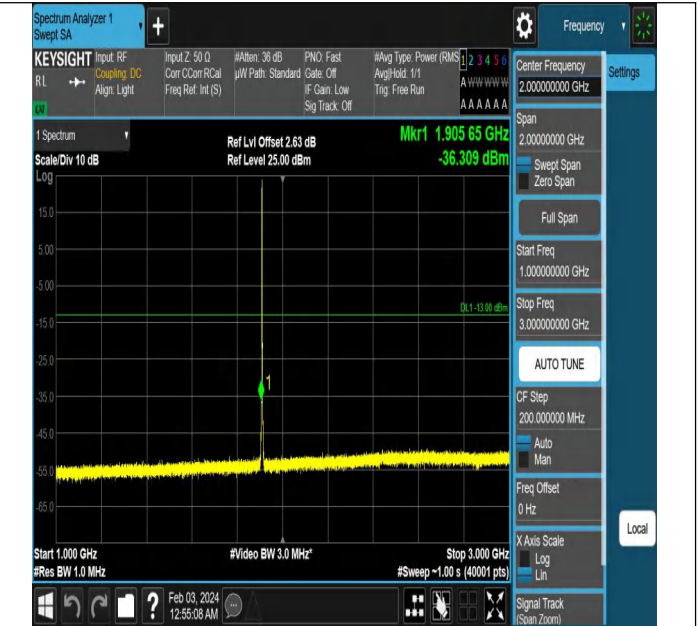 Spectrum Analyzer 1
Swept SA
+
Frequency
KEYSIGHT
RL
LXI
Input: RF
Coupling: DC
Align: Light
Input Z: 50 Ω
Corr CCorr RCal
Freq Ref: Int (S)
#Atten: 36 dB
µW Path: Standard
PNO: Fast
Gate: Off
IF Gain: Low
Sig Track: Off
#Avg Type: Power (RMS
Avg|Hold: 1/1
Trig: Free Run
1 2 3 4 5 6
A W W W W W
A A A A A A
1 Spectrum
Scale/Div 10 dB
Ref Lvl Offset 2.63 dB
Ref Level 25.00 dBm
Mkr1 1.905 65 GHz
-36.309 dBm
Log
15.0
5.00
-5.00
-15.0
-25.0
-35.0
-45.0
-55.0
-65.0
DL1 -13.00 dBm
1
Start 1.000 GHz
#Res BW 1.0 MHz
#Video BW 3.0 MHz*
Stop 3.000 GHz
#Sweep ~1.00 s (40001 pts)
Feb 03, 2024
12:55:08 AM
?
Center Frequency
2.00000000 GHz
Settings
Span
2.00000000 GHz
Swept Span
Zero Span
Full Span
Start Freq
1.000000000 GHz
Stop Freq
3.000000000 GHz
AUTO TUNE
CF Step
200.000000 MHz
Auto
Man
Freq Offset
0 Hz
X Axis Scale
Log
Lin
Local
Signal Track
(Span Zoom)